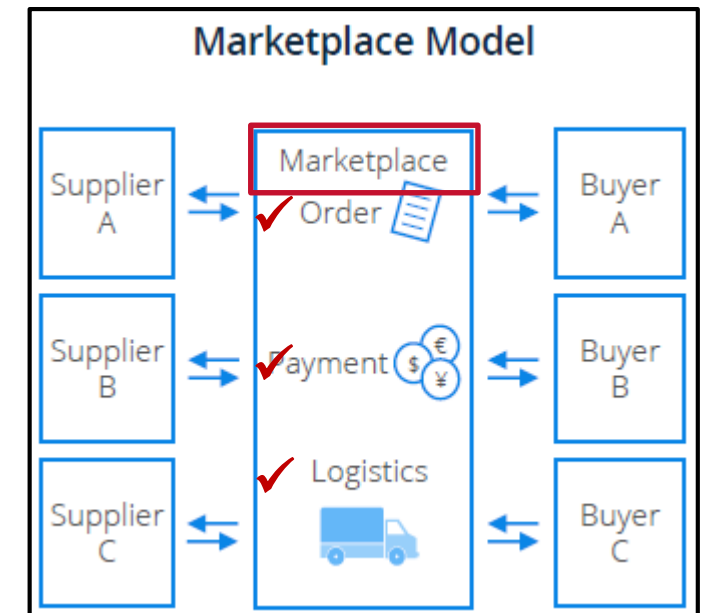 Marketplace Model
Supplier
A
Marketplace
Order
Buyer
A
Supplier
B
Payment
$ € ¥
Buyer
B
Supplier
C
Logistics
Buyer
C